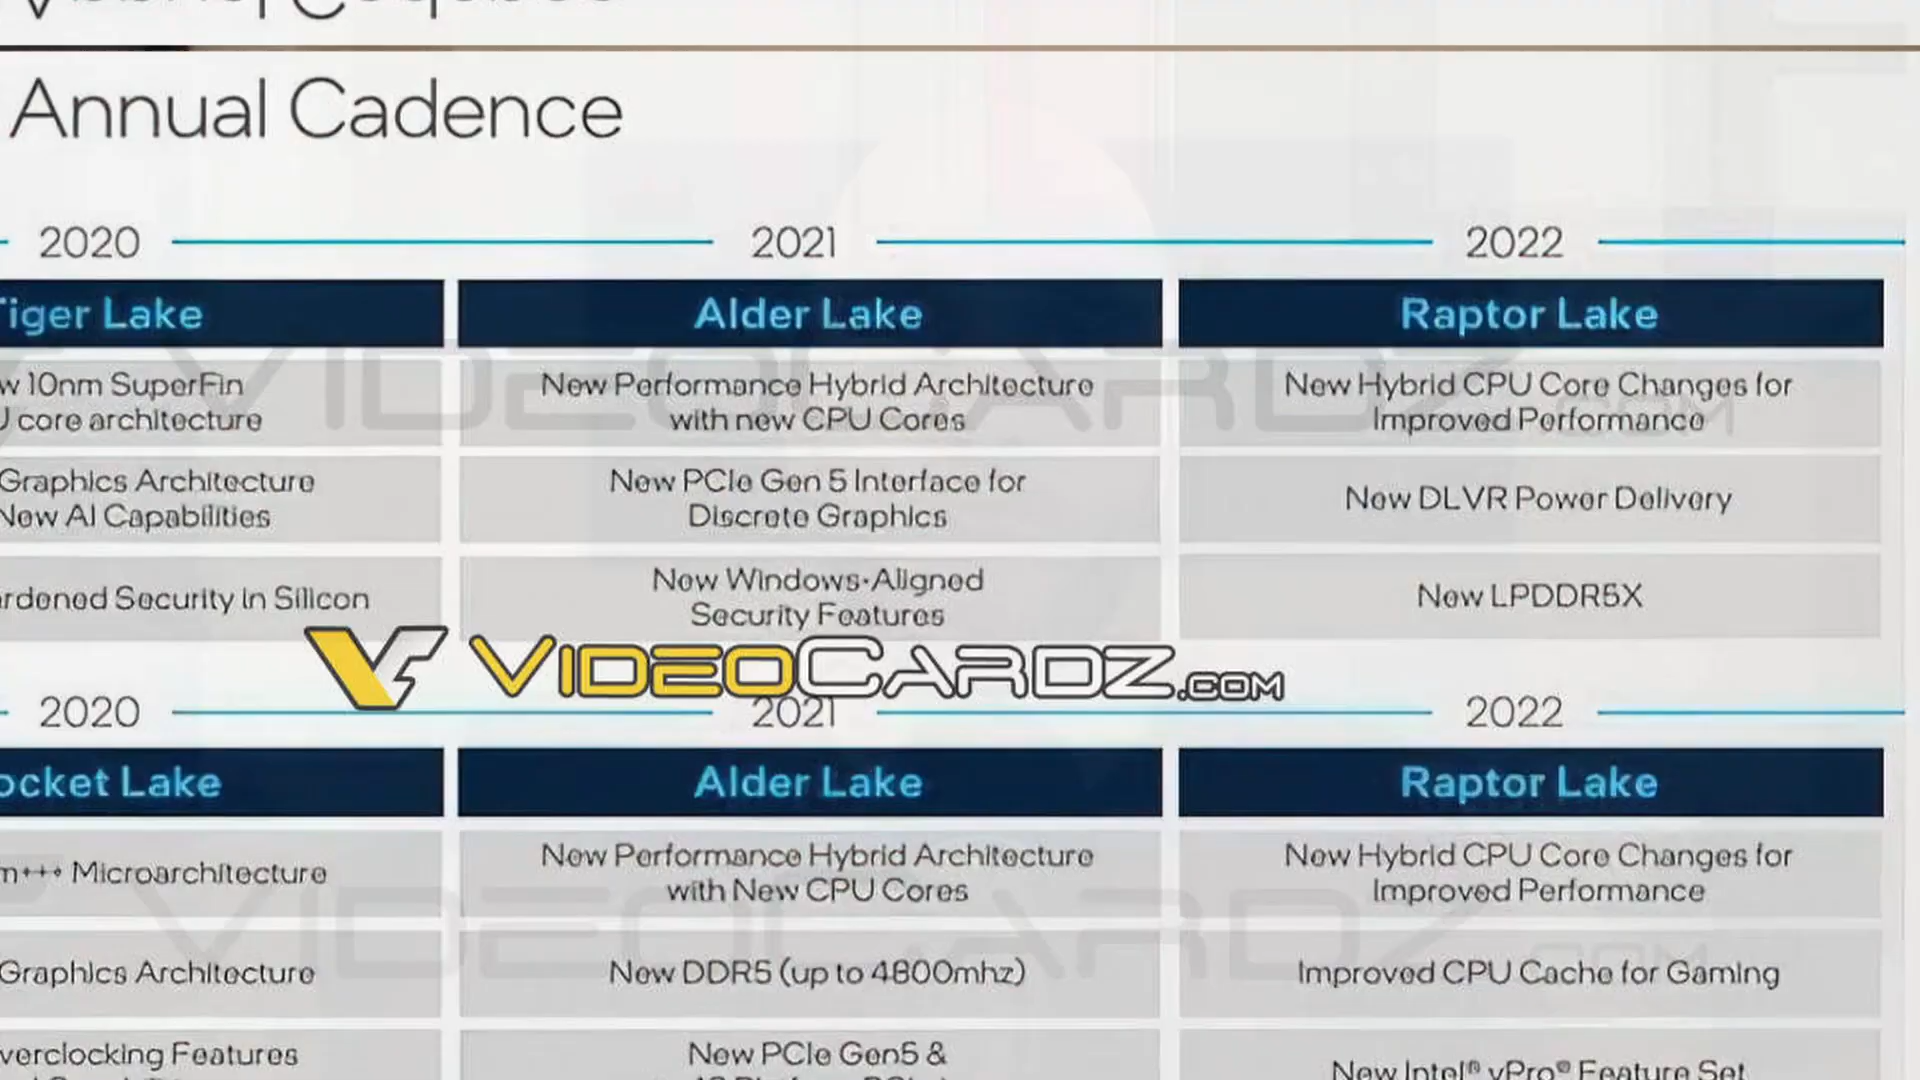 Annual Cadence
2020 2021 2022
iger Lake Alder Lake Raptor Lake
w 10nm SuperFin New Performance Hybrid Architecture New Hybrid CPU Core Changes for
core architecture with new CPU Cores Improved Performance
Graphics Architecture New PCIe Gen 5 Interface for New DLVR Power Delivery
New AI Capabilities Discrete Graphics
rdened Security in Silicon New Windows-Aligned New LPDDR5X
Security Features
VIDEOCARDZ.COM
2020 2021 2022
ocket Lake Alder Lake Raptor Lake
m+++ Microarchitecture New Performance Hybrid Architecture New Hybrid CPU Core Changes for
with New CPU Cores Improved Performance
Graphics Architecture New DDR5 (up to 4800mhz) Improved CPU Cache for Gaming
verclocking Features New PCIe Gen5 & New Intel® vPro® Feature Set